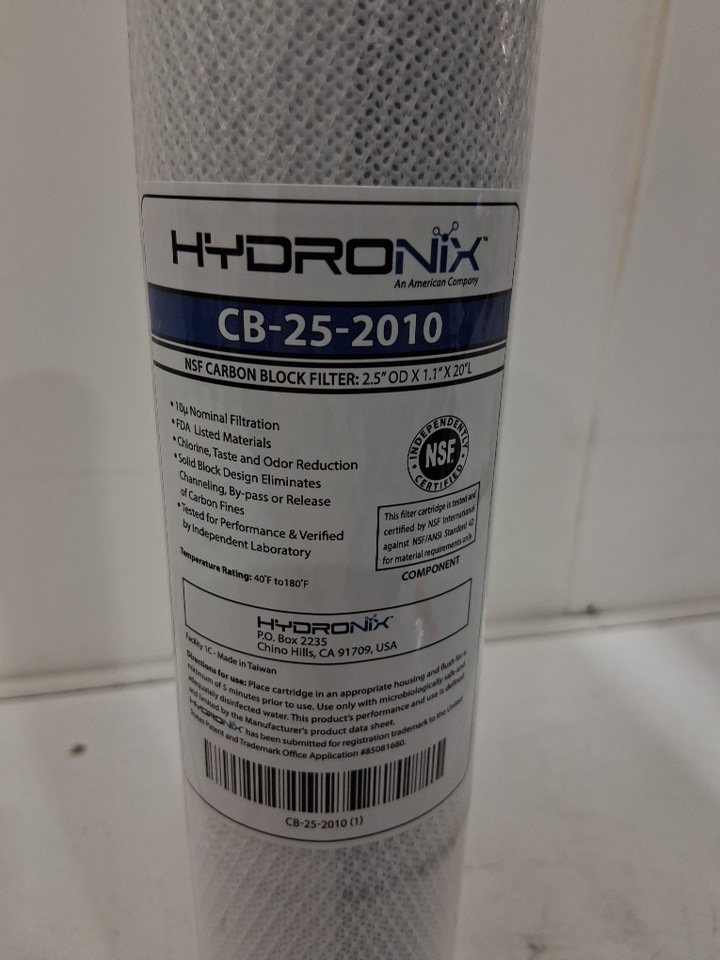 HYDRONIX™
An American Company
CB-25-2010
NSF CARBON BLOCK FILTER: 2.5" OD X 1.1" X 20"L
•10µ Nominal Filtration
•FDA Listed Materials
•Chlorine, Taste and Odor Reduction
•Solid Block Design Eliminates
Channeling, By-pass or Release
of Carbon Fines
•Tested for Performance & Verified
by Independent Laboratory
Temperature Rating: 40°F to180°F
INDEPENDENTLY
NSF
CERTIFIED
This filter cartridge is tested and
certified by NSF International
against NSF/ANSI Standard 42
for material requirements only.
COMPONENT
HYDRONIX™
P.O. Box 2235
Chino Hills, CA 91709, USA
Facility 1C - Made in Taiwan
Directions for use: Place cartridge in an appropriate housing and flush for a
minimum of 5 minutes prior to use. Use only with microbiologically safe and
adequately disinfected water. This product's performance and use is defined
and limited by the Manufacturer's product data sheet.
HYDRONIX™ has been submitted for registration trademark to the United
States Patent and Trademark Office Application #85081680.
CB-25-2010 (1)